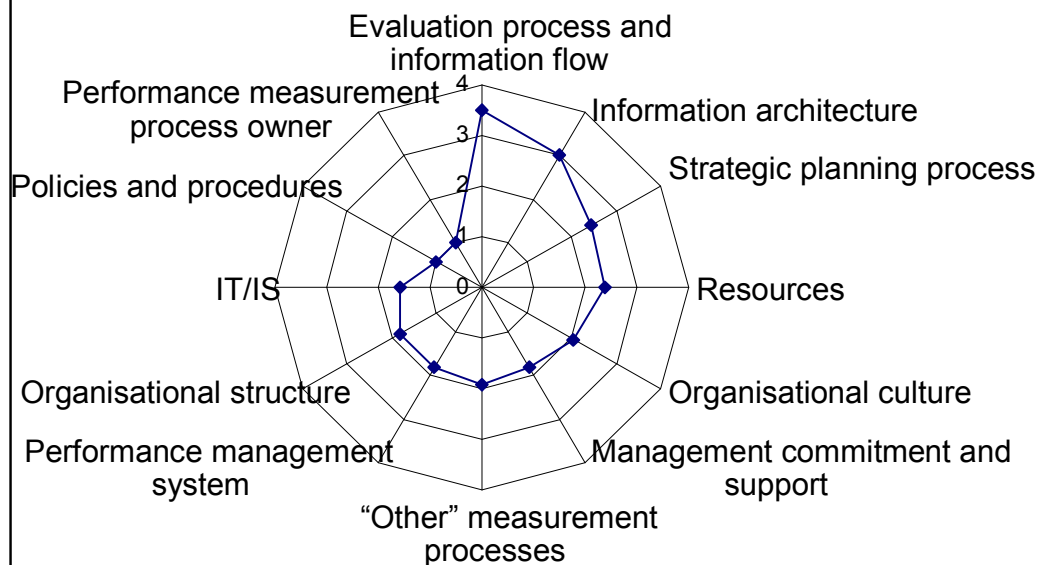 Evaluation process and
information flow
4
Performance measurement
process owner
Information architecture
3
Strategic planning process
Policies and procedures
2
1
IT/IS
0
Resources
Organisational structure
Organisational culture
Performance management
system
Management commitment and
support
“Other” measurement
processes